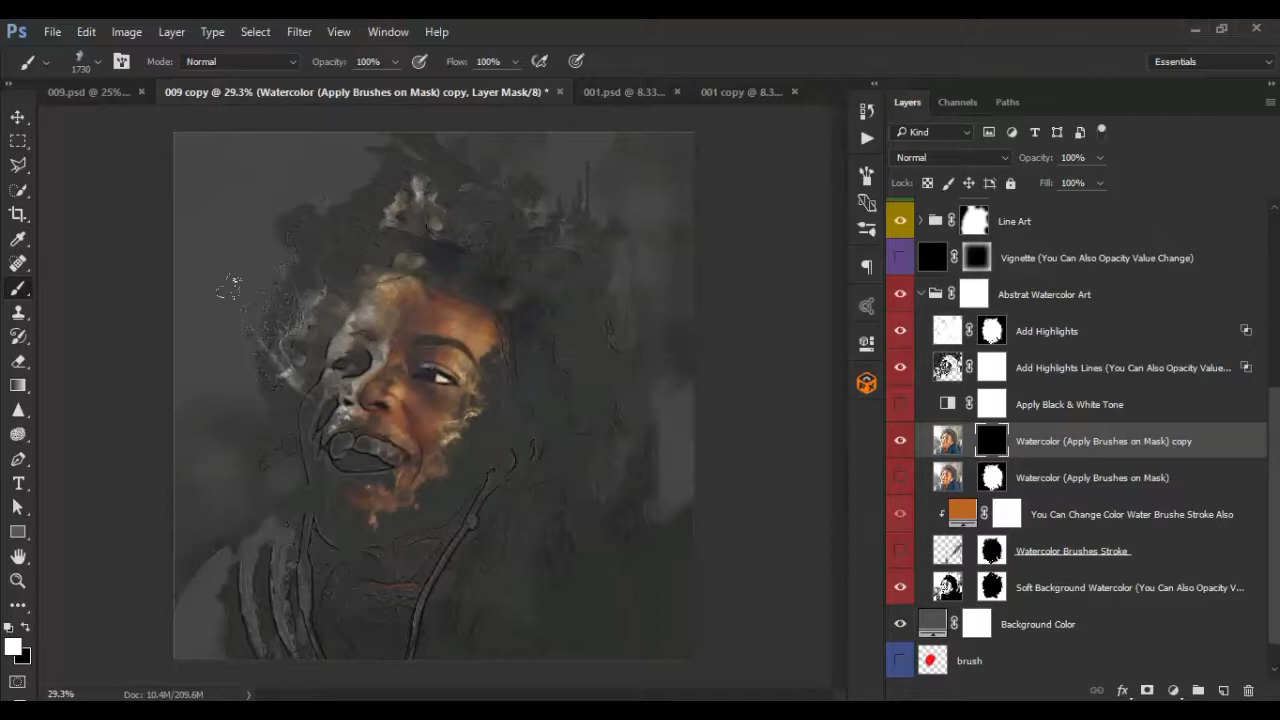 Ps File Edit Image Layer Type Select Filter View Window Help
1730 Mode: Normal Opacity: 100% Flow: 100% Essentials
009.psd @ 25%... 009 copy @ 29.3% (Watercolor (Apply Brushes on Mask) copy, Layer Mask/8) * 001.psd @ 8.33... 001 copy @ 8.3...
Layers Channels Paths
Kind
Normal Opacity: 100%
Lock: Fill: 100%
Line Art
Vignette (You Can Also Opacity Value Change)
Abstrat Watercolor Art
Add Highlights
Add Highlights Lines (You Can Also Opacity Value...
Apply Black & White Tone
Watercolor (Apply Brushes on Mask) copy
Watercolor (Apply Brushes on Mask)
You Can Change Color Water Brushe Stroke Also
Watercolor Brushes Stroke
Soft Background Watercolor (You Can Also Opacity V...
Background Color
brush
29.3% Doc: 10.4M/209.6M
fx